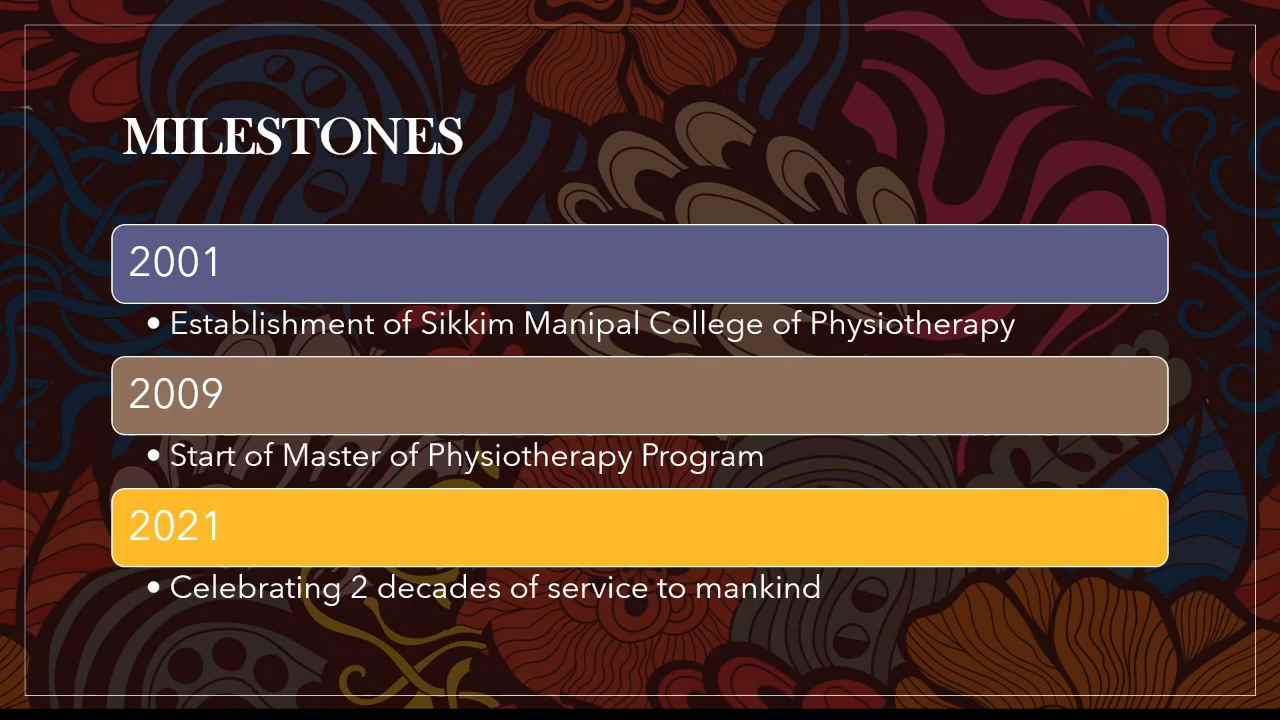 MILESTONES
2001
• Establishment of Sikkim Manipal College of Physiotherapy
2009
• Start of Master of Physiotherapy Program
2021
• Celebrating 2 decades of service to mankind